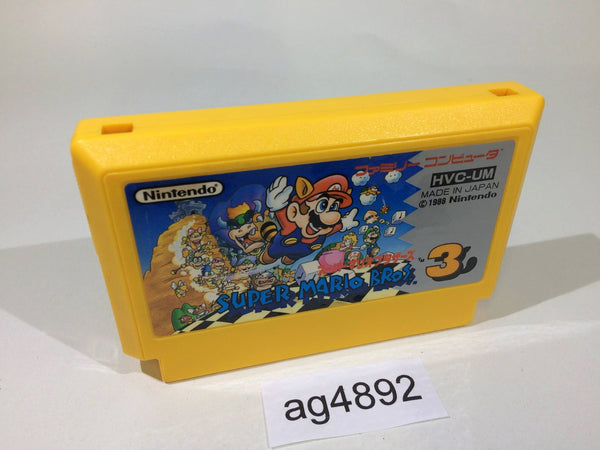 Nintendo
ファミリー コンピュータ
HVC-UM
MADE IN JAPAN
© 1988 Nintendo
SUPER MARIO BROS. 3
ag4892